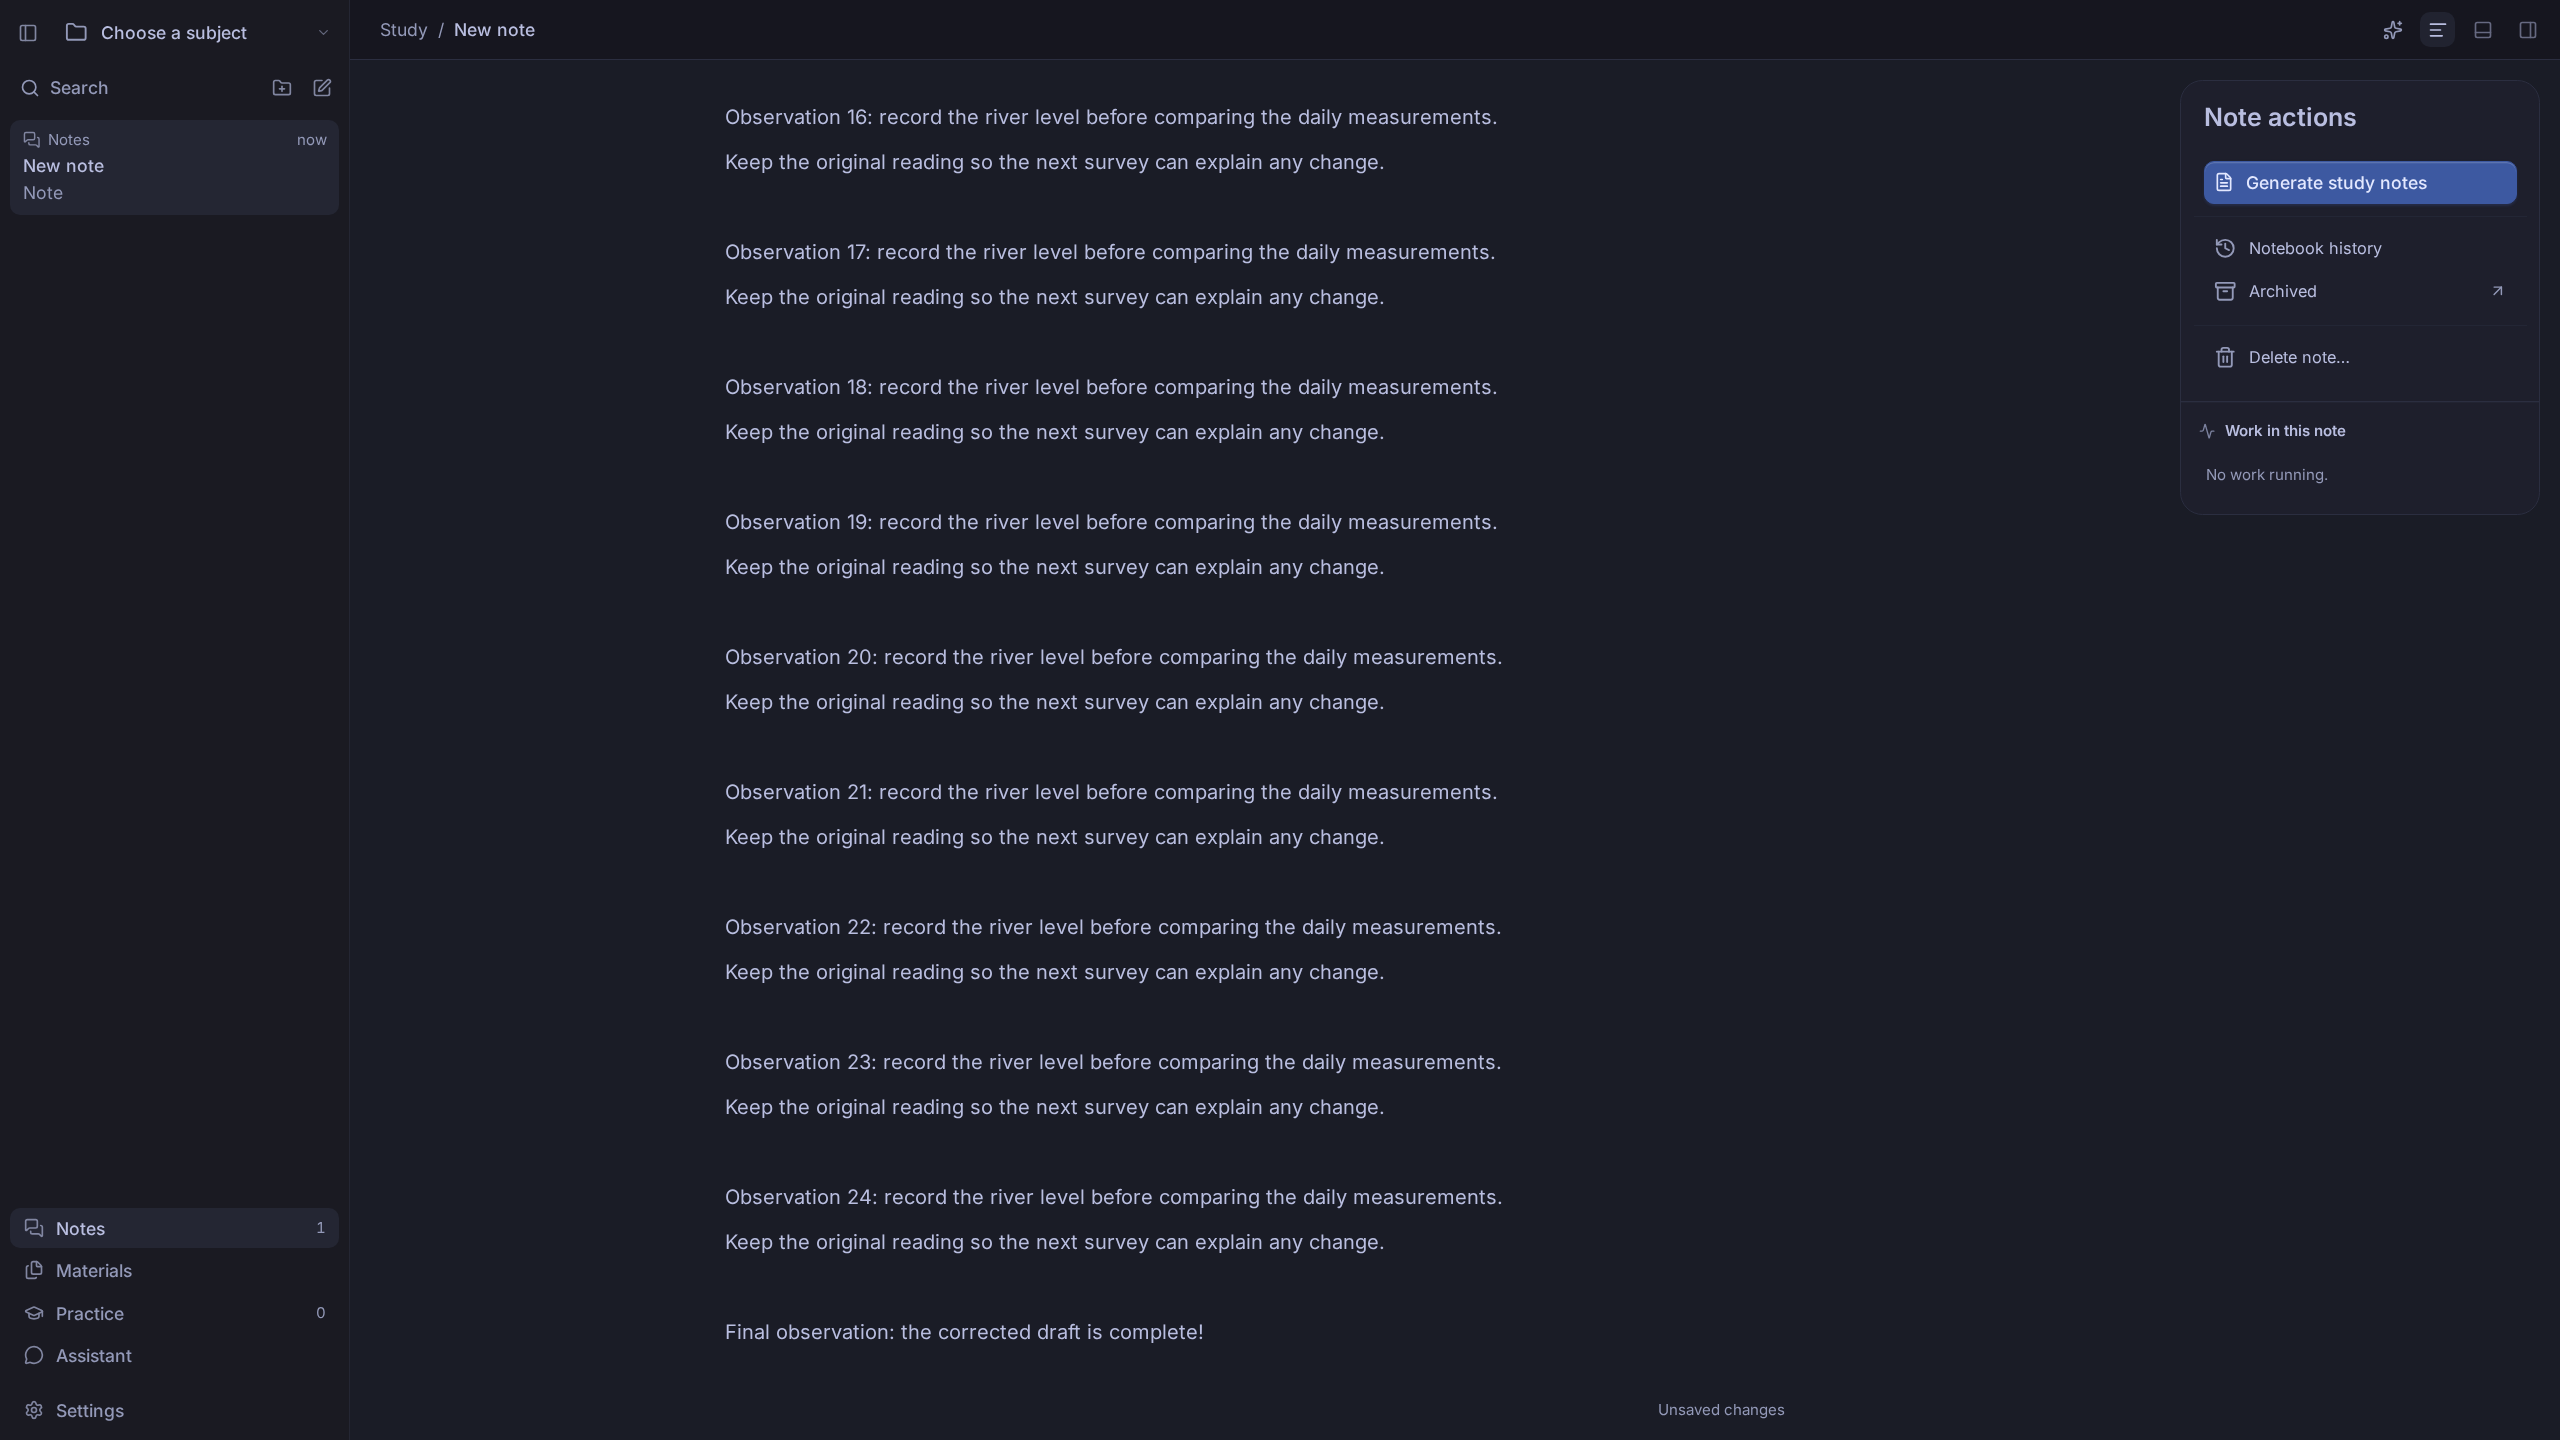 Choose a subject
Search
Notes now
New note
Note
Notes 1
Materials
Practice 0
Assistant
Settings
Study / New note
Observation 16: record the river level before comparing the daily measurements.
Keep the original reading so the next survey can explain any change.
Observation 17: record the river level before comparing the daily measurements.
Keep the original reading so the next survey can explain any change.
Observation 18: record the river level before comparing the daily measurements.
Keep the original reading so the next survey can explain any change.
Observation 19: record the river level before comparing the daily measurements.
Keep the original reading so the next survey can explain any change.
Observation 20: record the river level before comparing the daily measurements.
Keep the original reading so the next survey can explain any change.
Observation 21: record the river level before comparing the daily measurements.
Keep the original reading so the next survey can explain any change.
Observation 22: record the river level before comparing the daily measurements.
Keep the original reading so the next survey can explain any change.
Observation 23: record the river level before comparing the daily measurements.
Keep the original reading so the next survey can explain any change.
Observation 24: record the river level before comparing the daily measurements.
Keep the original reading so the next survey can explain any change.
Final observation: the corrected draft is complete!
Unsaved changes
Note actions
Generate study notes
Notebook history
Archived
Delete note...
Work in this note
No work running.